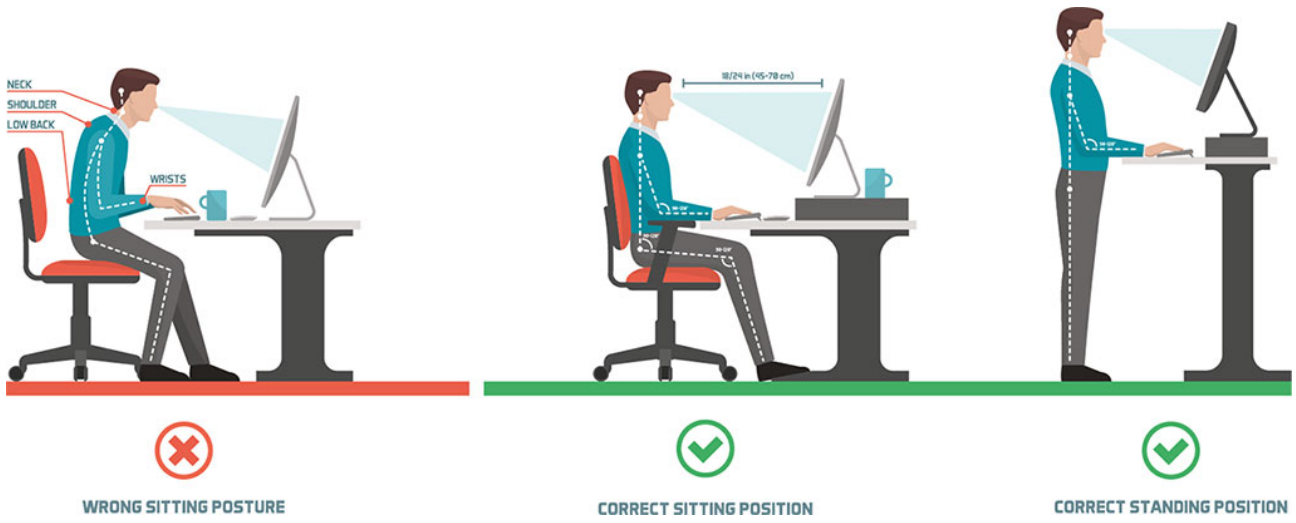 NECK
SHOULDER
LOW BACK
WRISTS
18/24 in (45-70 cm)
WRONG SITTING POSTURE
CORRECT SITTING POSITION
CORRECT STANDING POSITION